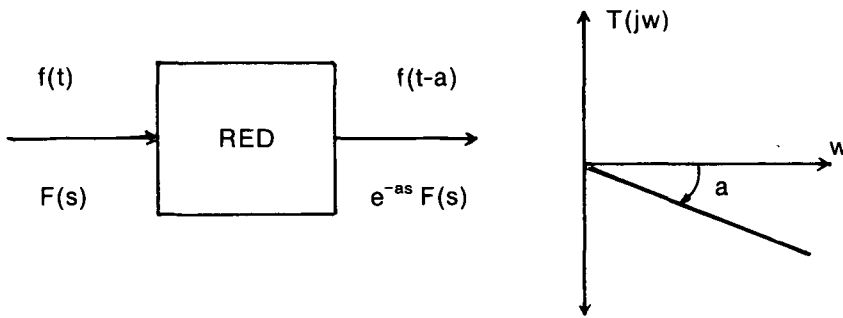 f(t)
f(t-a)
RED
F(s)
e^{-as} F(s)
T(jw)
w
a